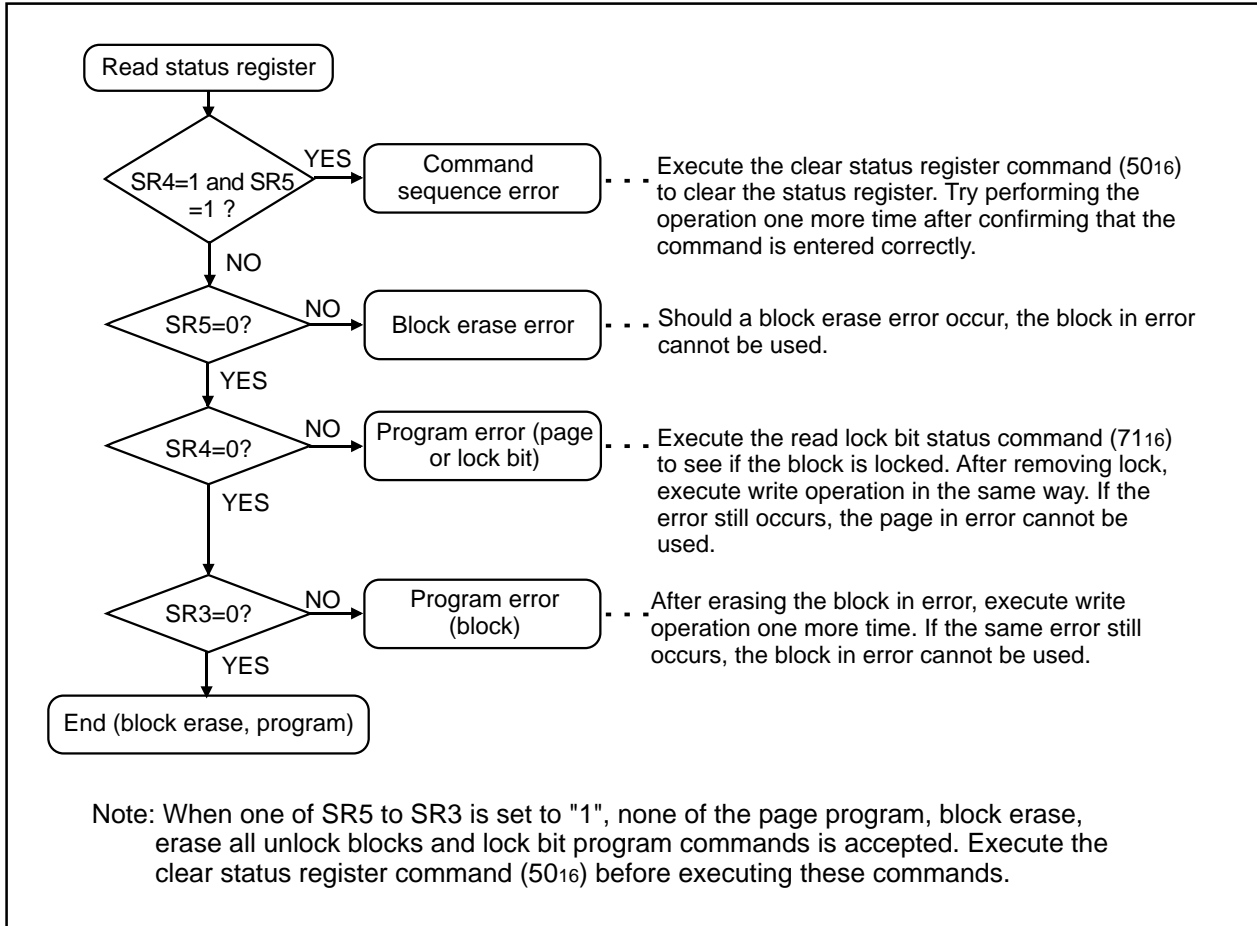 Read status register
SR4=1 and SR5
=1 ?
YES
Command
sequence error
Execute the clear status register command (5016)
to clear the status register. Try performing the
operation one more time after confirming that the
command is entered correctly.
NO
SR5=0?
NO
Block erase error
Should a block erase error occur, the block in error
cannot be used.
YES
SR4=0?
NO
Program error (page
or lock bit)
Execute the read lock bit status command (7116)
to see if the block is locked. After removing lock,
execute write operation in the same way. If the
error still occurs, the page in error cannot be
used.
YES
SR3=0?
NO
Program error
(block)
After erasing the block in error, execute write
operation one more time. If the same error still
occurs, the block in error cannot be used.
YES
End (block erase, program)
Note: When one of SR5 to SR3 is set to "1", none of the page program, block erase,
erase all unlock blocks and lock bit program commands is accepted. Execute the
clear status register command (5016) before executing these commands.